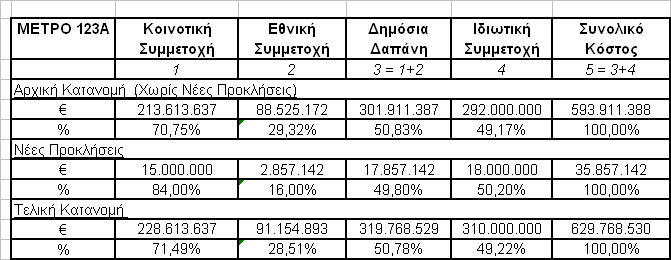 ΜΕΤΡΟ 123Α Κοινοτική Συμμετοχή Εθνική Συμμετοχή Δημόσια Δαπάνη Ιδιωτική Συμμετοχή Συνολικό Κόστος
1 2 3 = 1+2 4 5 = 3+4
Αρχική Κατανομή (Χωρίς Νέες Προκλήσεις)
€ 213.613.637 88.525.172 301.911.387 292.000.000 593.911.388
% 70,75% 29,32% 50,83% 49,17% 100,00%
Νέες Προκλήσεις
€ 15.000.000 2.857.142 17.857.142 18.000.000 35.857.142
% 84,00% 16,00% 49,80% 50,20% 100,00%
Τελική Κατανομή
€ 228.613.637 91.154.893 319.768.529 310.000.000 629.768.530
% 71,49% 28,51% 50,78% 49,22% 100,00%